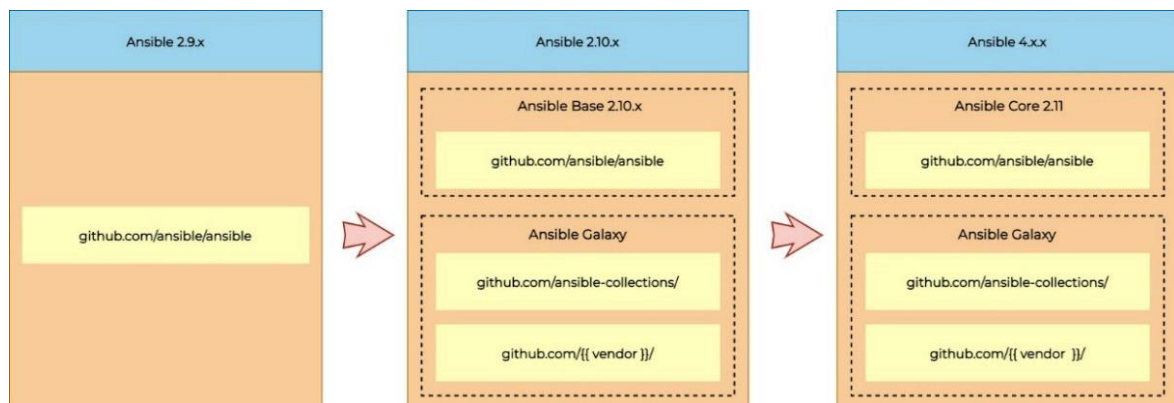 Ansible 2.9.x
github.com/ansible/ansible
Ansible 2.10.x
Ansible Base 2.10.x
github.com/ansible/ansible
Ansible Galaxy
github.com/ansible-collections/
github.com/{{ vendor }}/
Ansible 4.x.x
Ansible Core 2.11
github.com/ansible/ansible
Ansible Galaxy
github.com/ansible-collections/
github.com/{{ vendor }}/